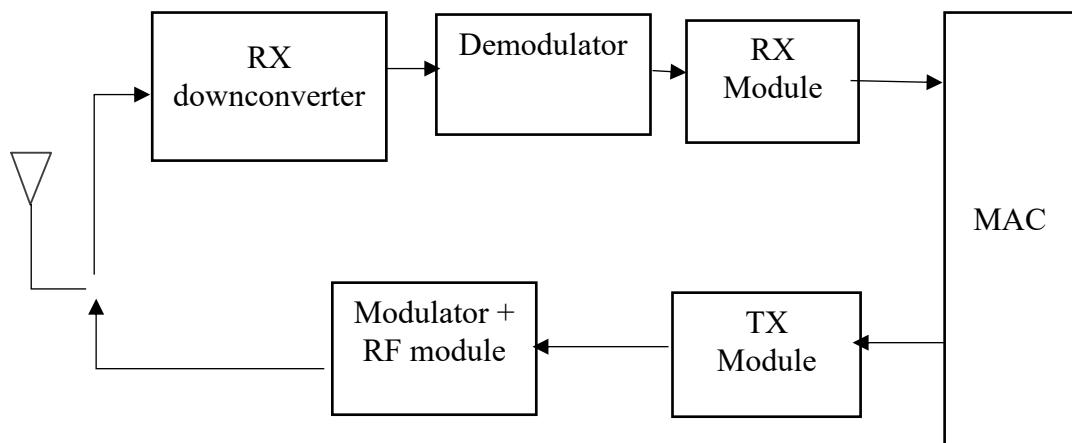 RX
downconverter
Demodulator
RX
Module
MAC
Modulator +
RF module
TX
Module